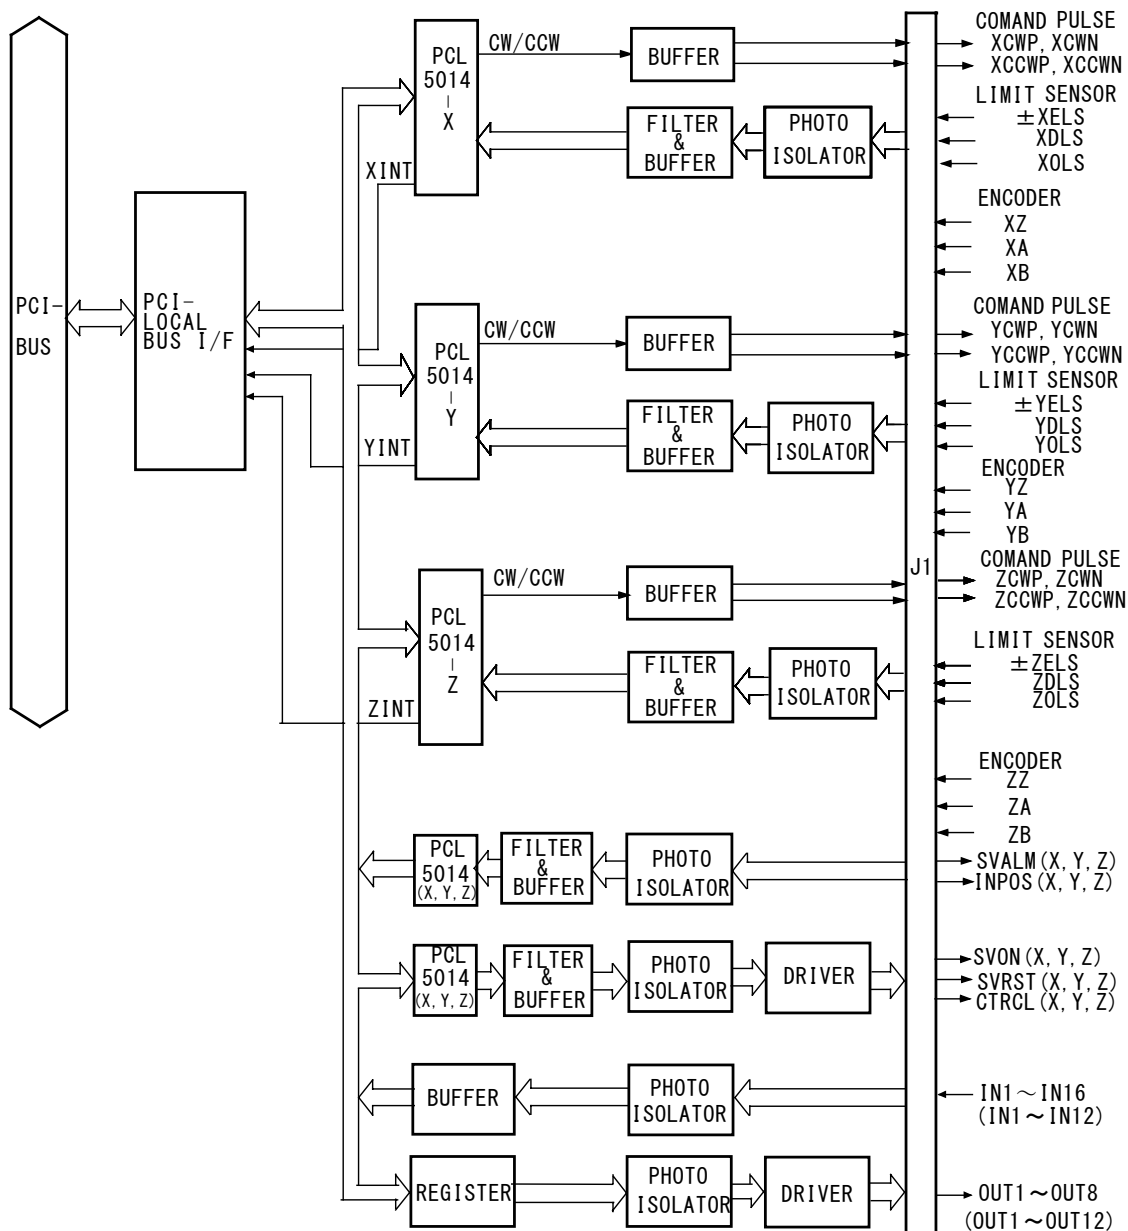 PCI-
BUS
PCI-
LOCAL
BUS I/F
PCL
5014
-
X
CW/CCW
BUFFER
FILTER
&
BUFFER
PHOTO
ISOLATOR
XINT
COMAND PULSE
XCWP, XCWN
XCCWP, XCCWN
LIMIT SENSOR
±XELS
XDLS
XOLS
ENCODER
XZ
XA
XB
PCL
5014
-
Y
CW/CCW
BUFFER
FILTER
&
BUFFER
PHOTO
ISOLATOR
YINT
COMAND PULSE
YCWP, YCWN
YCCWP, YCCWN
LIMIT SENSOR
±YELS
YDLS
YOLS
ENCODER
YZ
YA
YB
J1
PCL
5014
-
Z
CW/CCW
BUFFER
FILTER
&
BUFFER
PHOTO
ISOLATOR
ZINT
COMAND PULSE
ZCWP, ZCWN
ZCCWP, ZCCWN
LIMIT SENSOR
±ZELS
ZDLS
ZOLS
ENCODER
ZZ
ZA
ZB
PCL
5014
(X, Y, Z)
FILTER
&
BUFFER
PHOTO
ISOLATOR
SVALM(X, Y, Z)
INPOS(X, Y, Z)
PCL
5014
(X, Y, Z)
FILTER
&
BUFFER
PHOTO
ISOLATOR
DRIVER
SVON(X, Y, Z)
SVRST(X, Y, Z)
CTRCL(X, Y, Z)
BUFFER
PHOTO
ISOLATOR
IN1～IN16
(IN1～IN12)
REGISTER
PHOTO
ISOLATOR
DRIVER
OUT1～OUT8
(OUT1～OUT12)